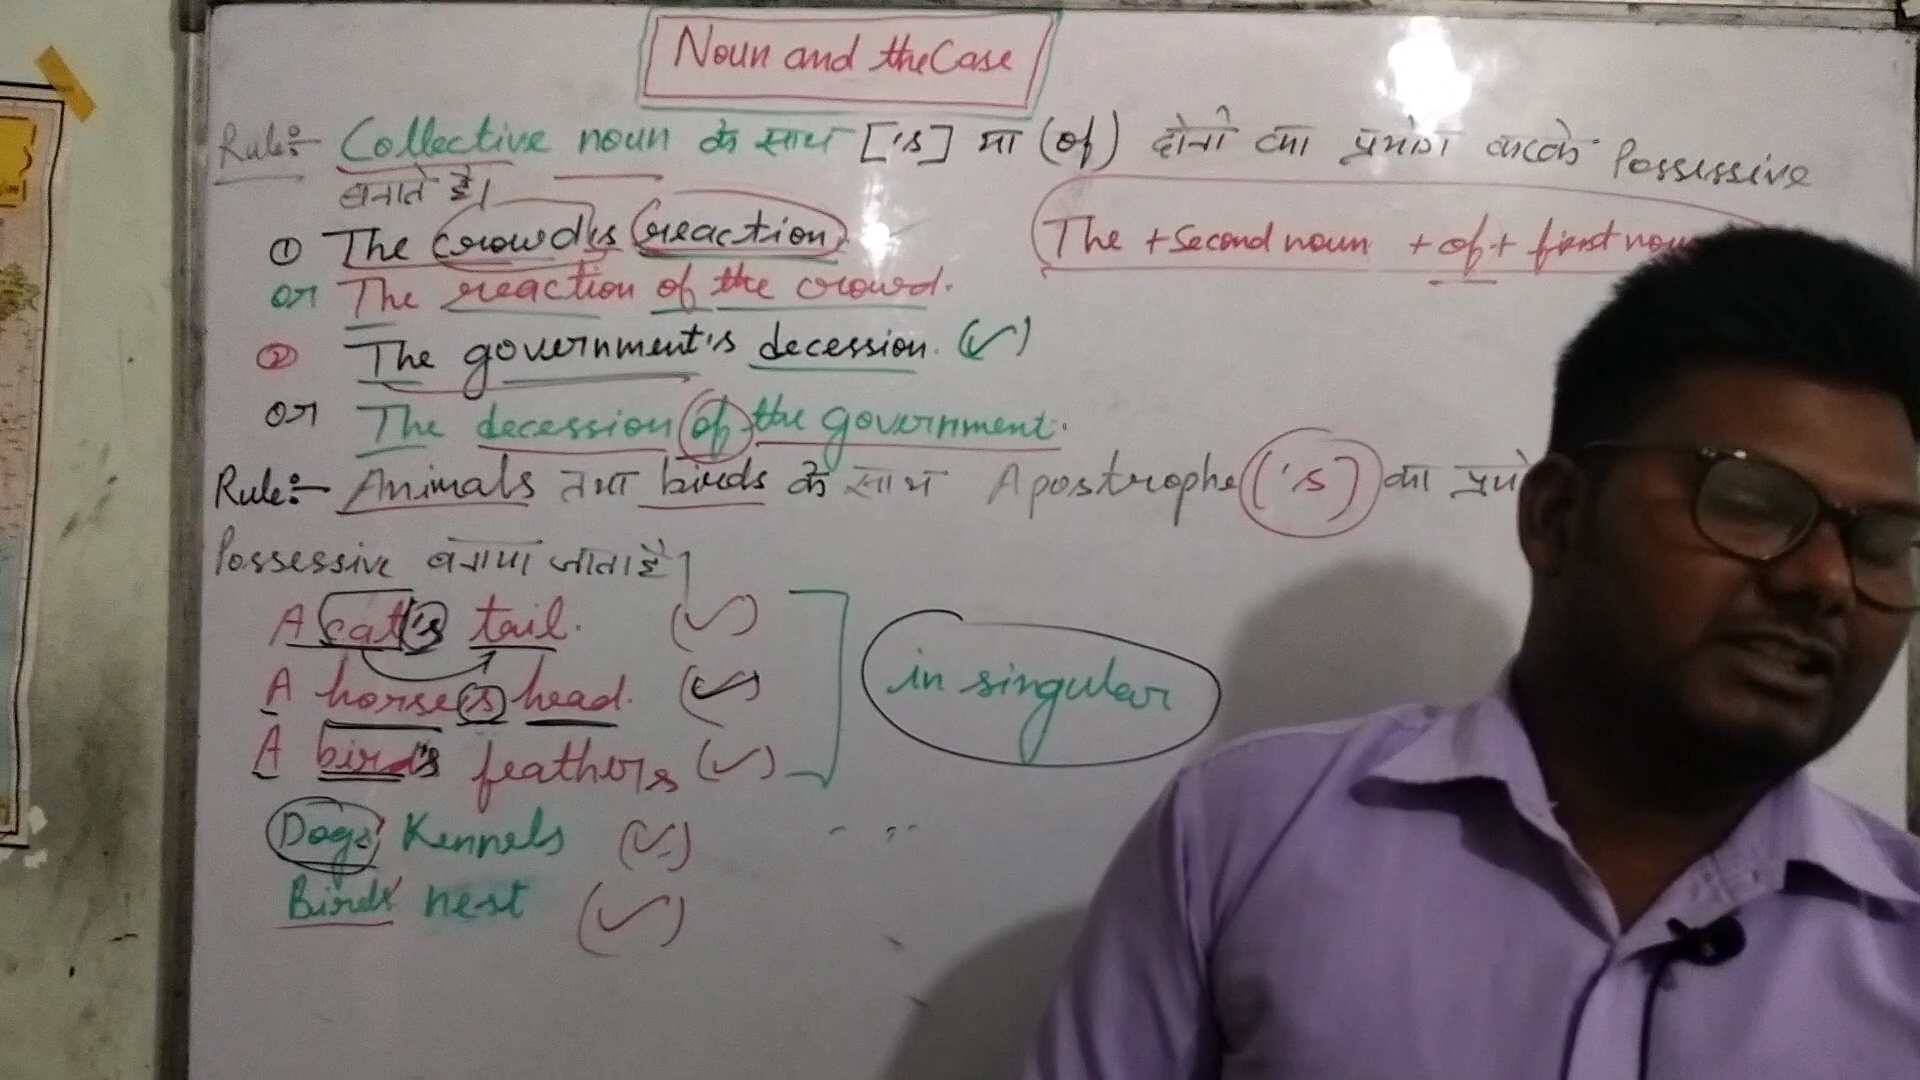 Noun and the Case
Rule:- Collective noun के साथ ['s] या (of) दोनों का प्रयोग करके Possessive
बनाते है।
① The crowd's reaction
The + Second noun + of + first
or The reaction of the crowd.
② The government's decession. (✓)
or The decession of the government.
Rule:- Animals तथा birds के साथ Apostrophe ('s) का
Possessive बनाया जाता है।
A cat's tail. (✓)
A horse's head. (✓)
in singular
A bird's feathers (✓)
Dogs' Kennels (✓)
Birds' nest (✓)